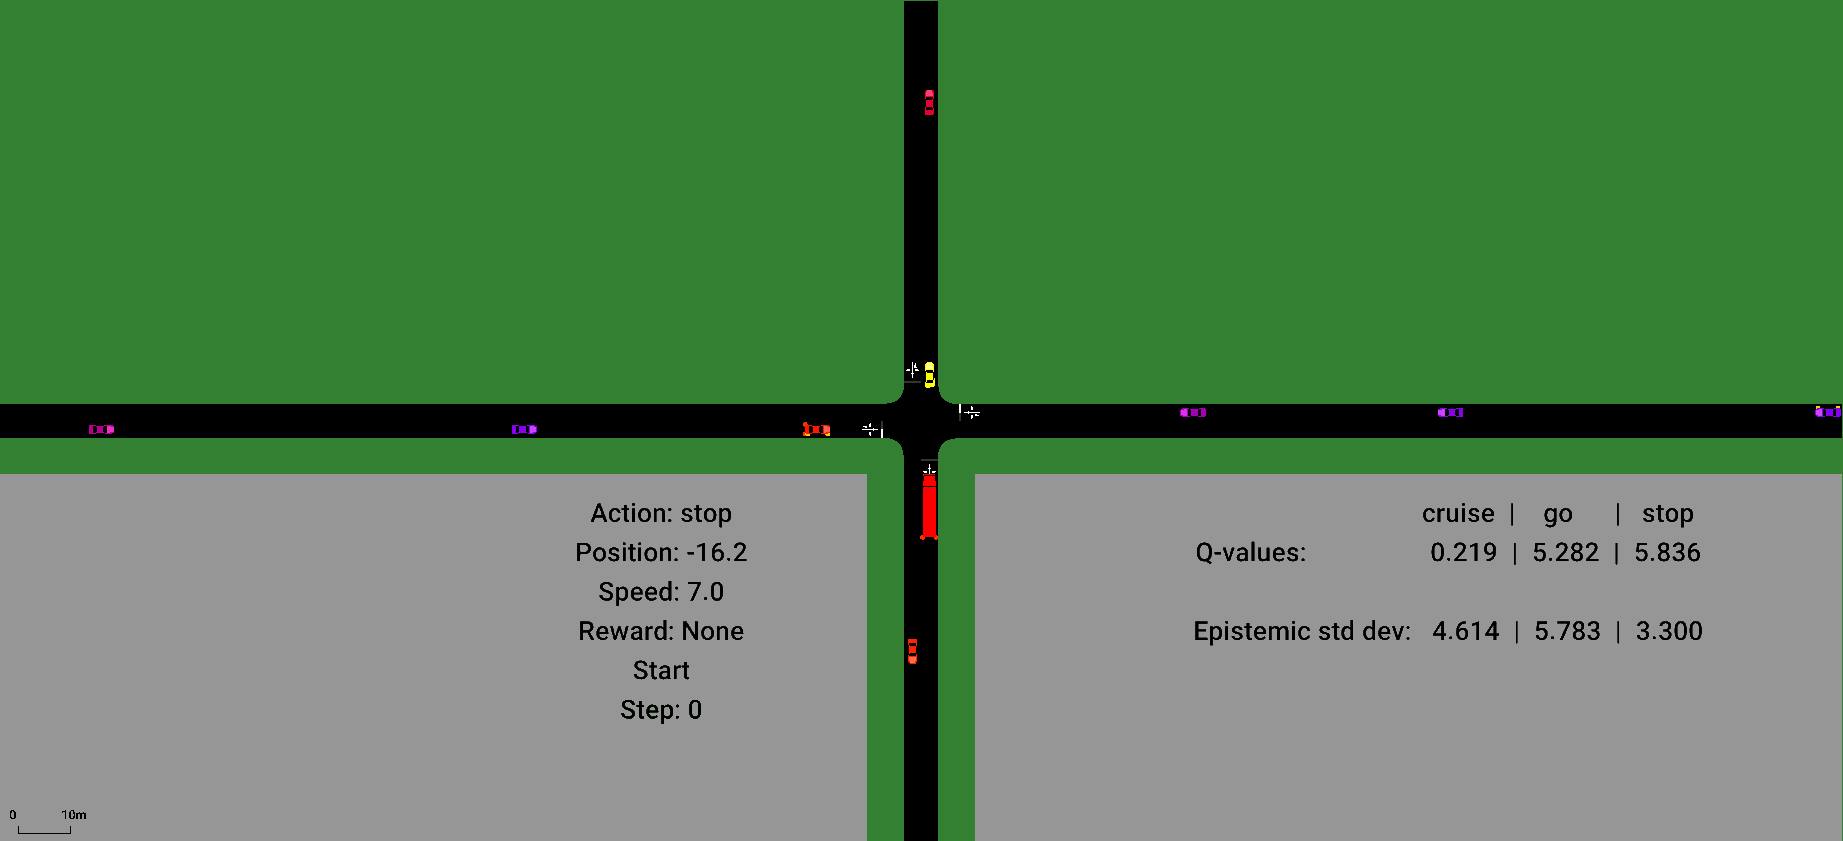 Action: stop
Position: -16.2
Speed: 7.0
Reward: None
Start
Step: 0
cruise | go | stop
Q-values: 0.219 | 5.282 | 5.836
Epistemic std dev: 4.614 | 5.783 | 3.300
0 10m